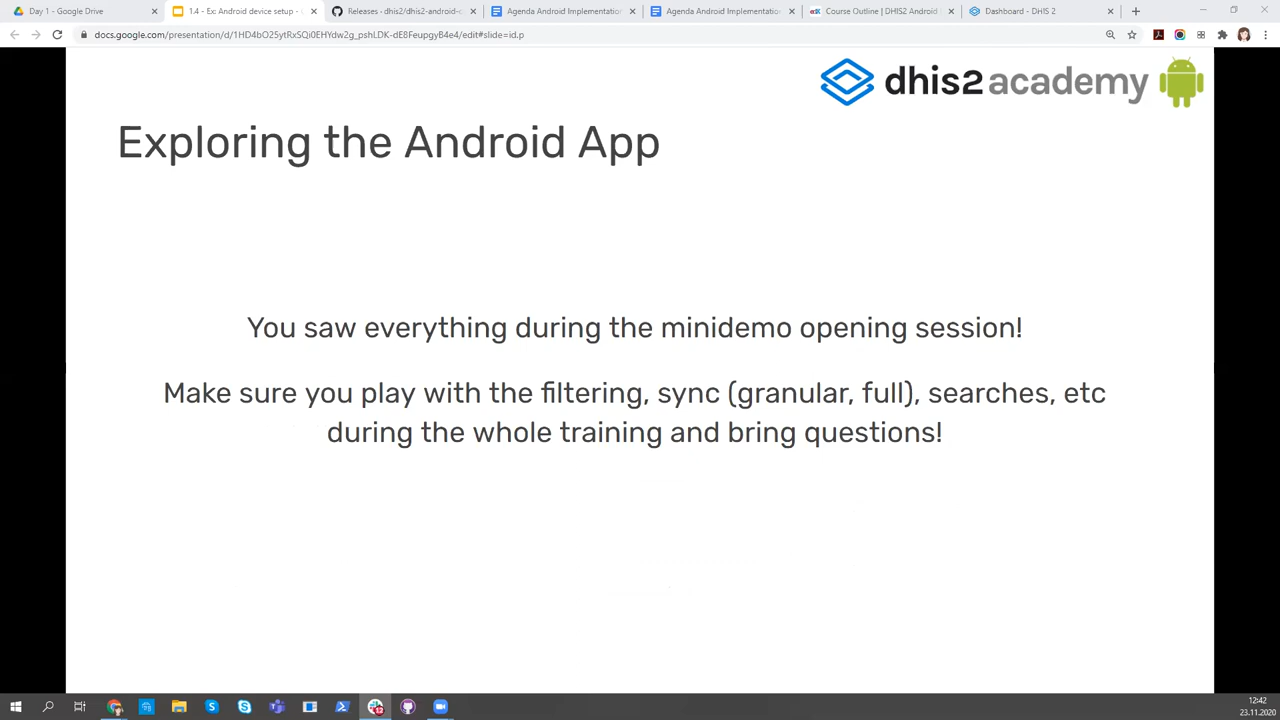 Day 1 - Google Drive
1.4 - Ex: Android device setup -
Releases · dhis2/dhis2-android-c
Agenda Android Implementation
Agenda Android Implementation
Course Outline | DHIS2 Android
Dashboard - DHIS 2
docs.google.com/presentation/d/1HD4bO25ytRxSQi0EHYdw2g_pshLDK-dE8FeupgyB4e4/edit#slide=id.p
dhis2academy
Exploring the Android App
You saw everything during the minidemo opening session!
Make sure you play with the filtering, sync (granular, full), searches, etc
during the whole training and bring questions!
12:42
23.11.2020